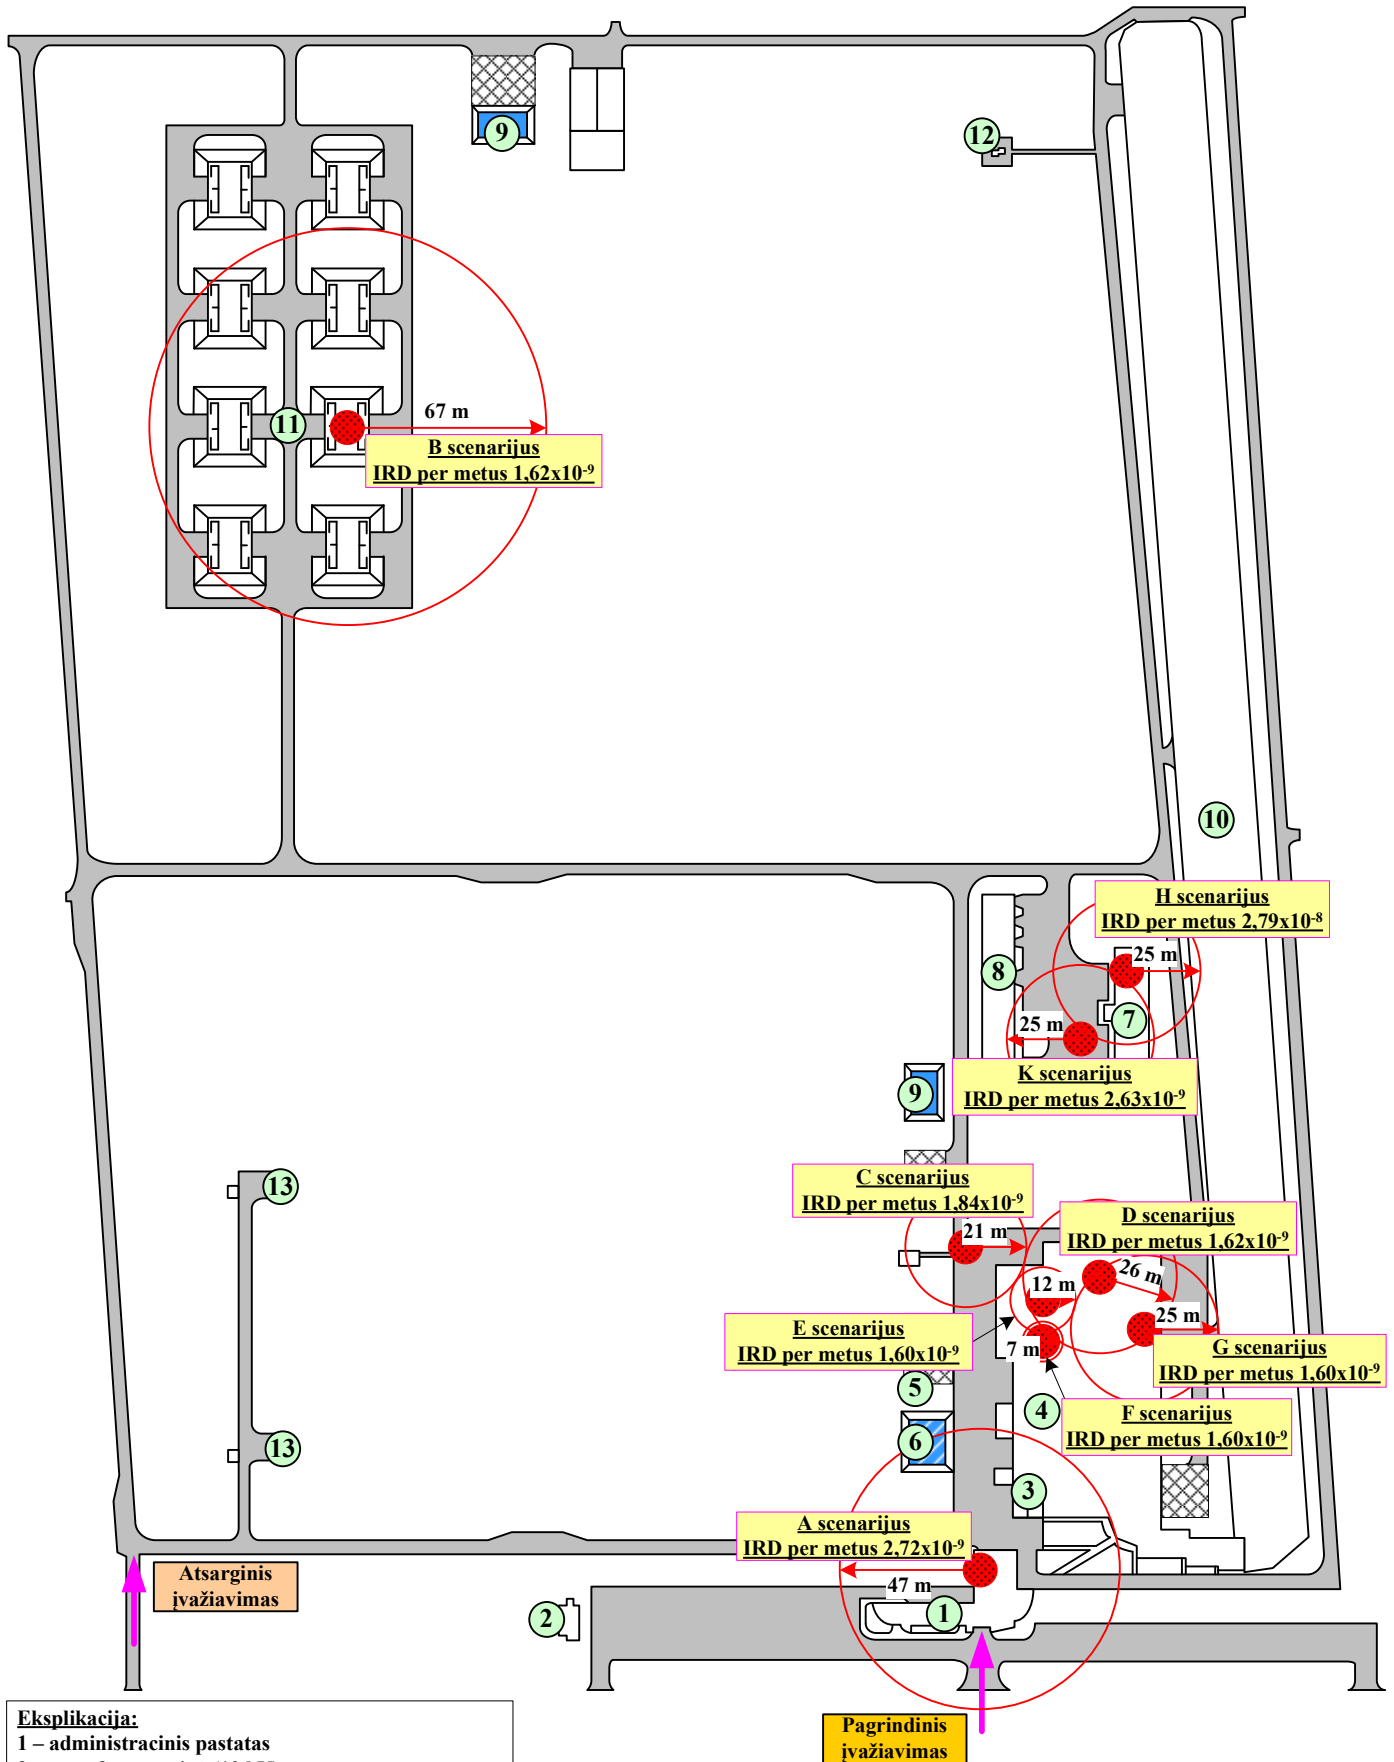 9
12
11
67 m
B scenarijus
IRD per metus 1,62x10⁻⁹
10
H scenarijus
IRD per metus 2,79x10⁻⁸
25 m
8
7
25 m
K scenarijus
IRD per metus 2,63x10⁻⁹
9
C scenarijus
IRD per metus 1,84x10⁻⁹
13
21 m
D scenarijus
IRD per metus 1,62x10⁻⁹
26 m
12 m
25 m
E scenarijus
IRD per metus 1,60x10⁻⁹
7 m
G scenarijus
IRD per metus 1,60x10⁻⁹
5
4
F scenarijus
IRD per metus 1,60x10⁻⁹
6
13
3
A scenarijus
IRD per metus 2,72x10⁻⁹
47 m
Atsarginis
įvažiavimas
2
1
Eksplikacija:
1 – administracinis pastatas
Pagrindinis
įvažiavimas